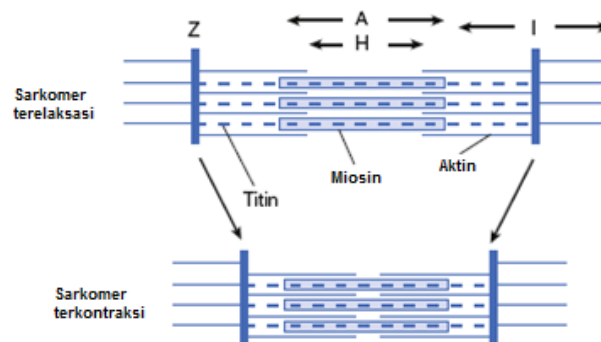 A
Z
I
H
Sarkomer
terelaksasi
Titin
Miosin
Aktin
Sarkomer
terkontraksi